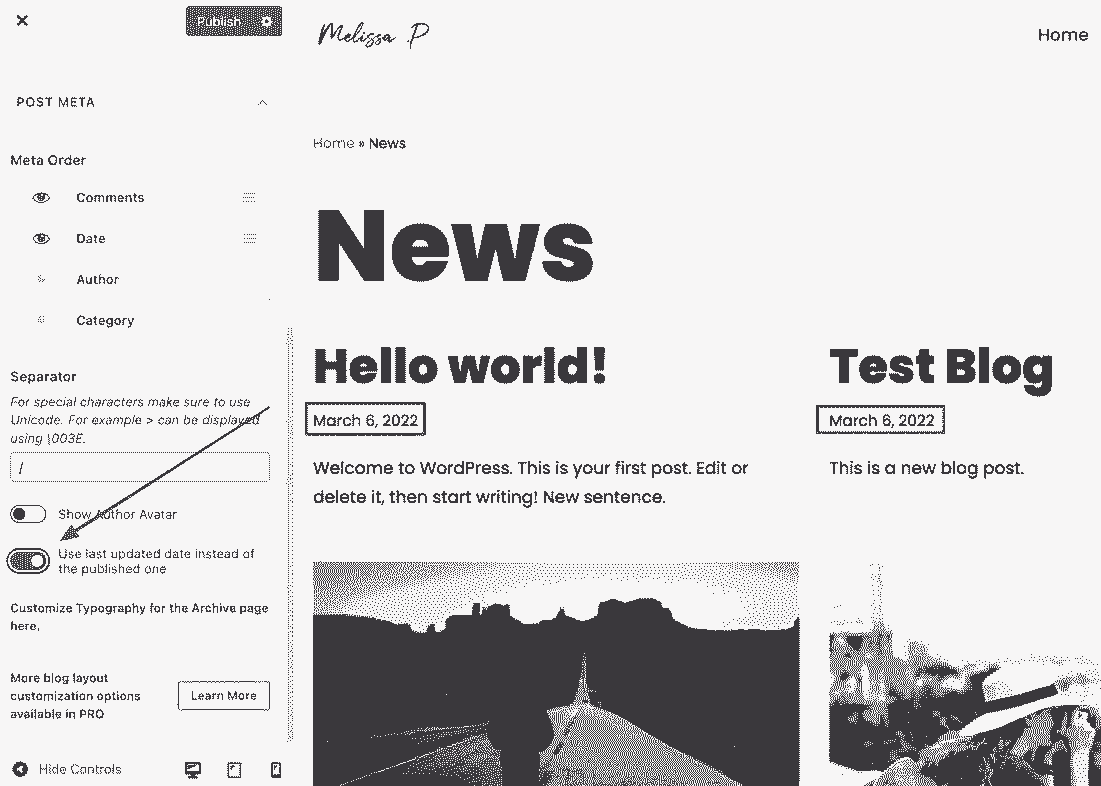 Publish
POST META
Meta Order
Comments
Date
Author
Category
Separator
For special characters make sure to use
Unicode. For example > can be displayed
using \003E.
/
Show Author Avatar
Use last updated date instead of
the published one
Customize Typography for the Archive page
here.
More blog layout
customization options
available in PRO
Learn More
Hide Controls
Melissa P
Home
Home » News
News
Hello world!
March 6, 2022
Welcome to WordPress. This is your first post. Edit or
delete it, then start writing! New sentence.
Test Blog
March 6, 2022
This is a new blog post.